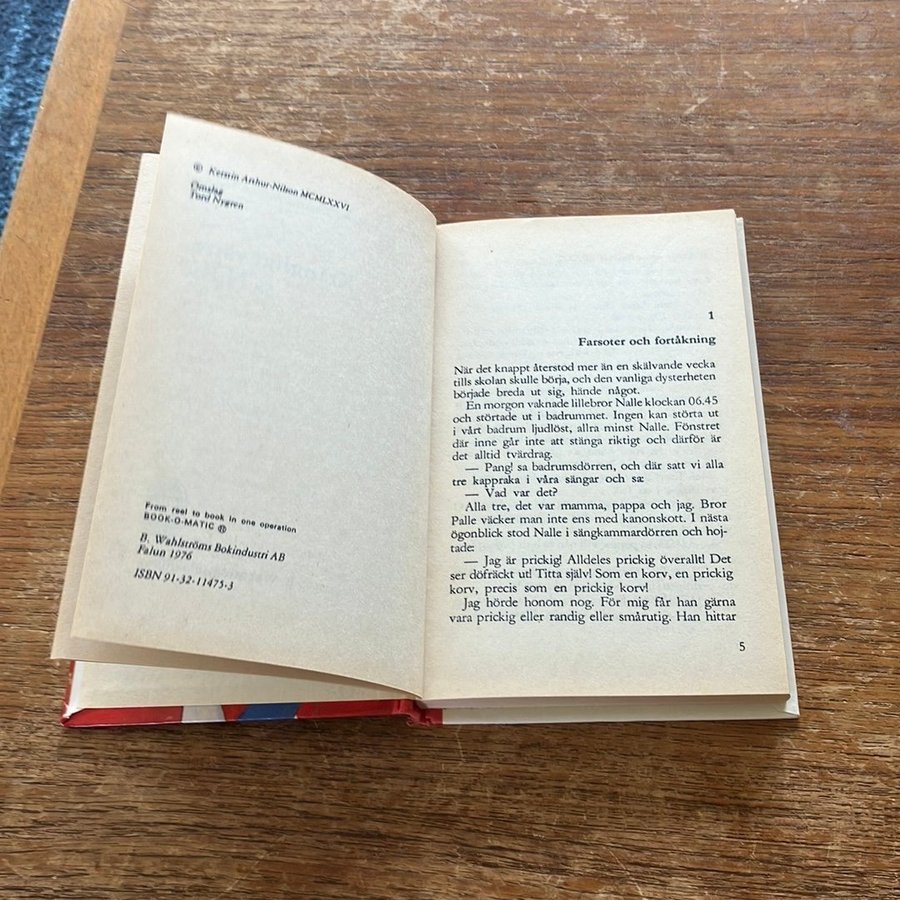 © Kerstin Arthur-Nilson MCMLXXVI
Omslag
Tord Nygren
From reel to book in one operation
BOOK-O-MATIC ®
B. Wahlströms Bokindustri AB
Falun 1976
ISBN 91-32-11475-3
1
Farsoter och fortåkning
När det knappt återstod mer än en skälvande vecka
tills skolan skulle börja, och den vanliga dysterheten
började breda ut sig, hände något.
En morgon vaknade lillebror Nalle klockan 06.45
och störtade ut i badrummet. Ingen kan störta ut
i vårt badrum ljudlöst, allra minst Nalle. Fönstret
där inne går inte att stänga riktigt och därför är
det alltid tvärdrag.
— Pang! sa badrumsdörren, och där satt vi alla
tre kappraka i våra sängar och sa:
— Vad var det?
Alla tre, det var mamma, pappa och jag. Bror
Palle väcker man inte ens med kanonskott. I nästa
ögonblick stod Nalle i sängkammardörren och hoj-
tade:
— Jag är prickig! Alldeles prickig överallt! Det
ser döfräckt ut! Titta själv! Som en korv, en prickig
korv, precis som en prickig korv!
Jag hörde honom nog. För mig får han gärna
vara prickig eller randig eller smårutig. Han hittar
5